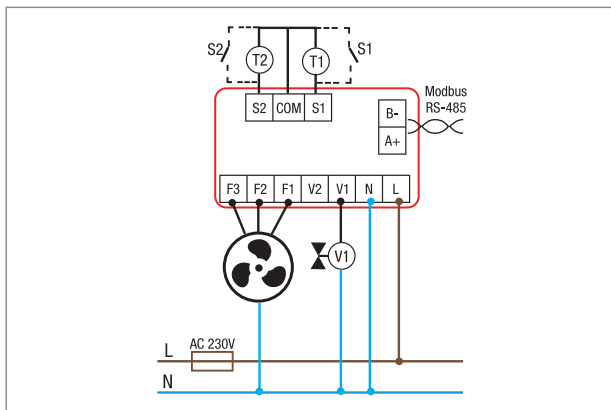 S2 T2 T1 S1
S2 COM S1
Modbus
RS-485
B-
A+
F3 F2 F1 V2 V1 N L
V1
L AC 230V
N